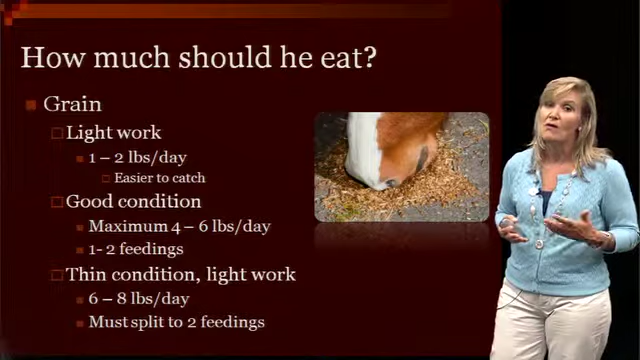 How much should he eat?
Grain
Light work
1 – 2 lbs/day
Easier to catch
Good condition
Maximum 4 – 6 lbs/day
1- 2 feedings
Thin condition, light work
6 – 8 lbs/day
Must split to 2 feedings